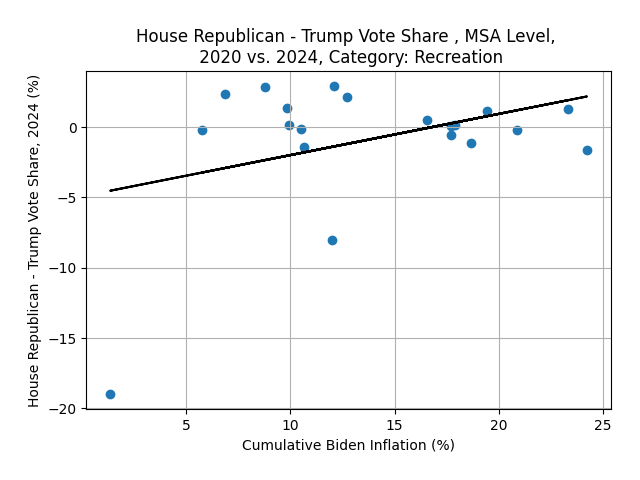 House Republican - Trump Vote Share , MSA Level,
2020 vs. 2024, Category: Recreation
House Republican - Trump Vote Share, 2024 (%)
0
−5
−10
−15
−20
5 10 15 20 25
Cumulative Biden Inflation (%)